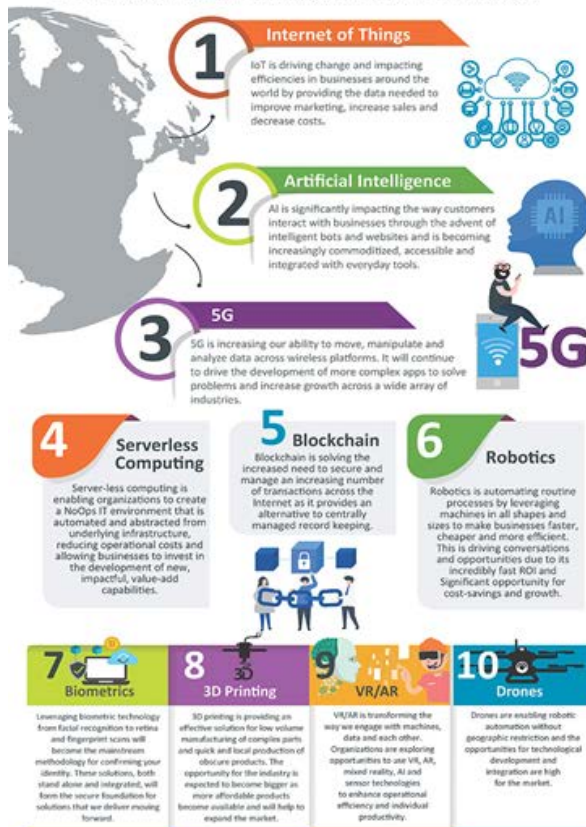 1
Internet of Things
IoT is driving change and impacting
efficiencies in businesses around the
world by providing the data needed to
improve marketing, increase sales and
decrease costs.
2
Artificial Intelligence
AI is significantly impacting the way customers
interact with businesses through the advent of
intelligent bots and websites and is becoming
increasingly commoditized, accessible and
integrated with everyday tools.
AI
3
5G
5G is increasing our ability to move, manipulate and
analyze data across wireless platforms. It will continue
to drive the development of more complex apps to solve
problems and increase growth across a wide array of
industries.
5G
4
Serverless
Computing
Server-less computing is
enabling organizations to create
a NoOps IT environment that is
automated and abstracted from
underlying infrastructure,
reducing operational costs and
allowing businesses to invest in
the development of new,
impactful, value-add
capabilities.
5
Blockchain
Blockchain is solving the
increased need to secure and
manage an increasing number
of transactions across the
Internet as it provides an
alternative to centrally
managed record keeping.
6
Robotics
Robotics is automating routine
processes by leveraging
machines in all shapes and
sizes to make businesses faster,
cheaper and more efficient.
This is driving conversations
and opportunities due to its
incredibly fast ROI and
Significant opportunity for
cost-savings and growth.
7
Biometrics
Leveraging biometric technology
from facial recognition to retina
and fingerprint scans will
become the mainstream
methodology for confirming your
identity. These solutions, both
stand alone and integrated, will
form the secure foundation for
solutions that we deliver moving
forward.
8
3D
3D Printing
3D printing is providing an
effective solution for low volume
manufacturing of complex parts
and quick and local production of
obscure products. The
opportunity for the industry is
expected to become bigger as
more affordable products
become available and will help to
expand the market.
9
VR/AR
VR/AR is transforming the
way we engage with machines,
data and each other.
Organizations are exploring
opportunities to use VR, AR,
mixed reality, AI and
sensor technologies
to enhance operational
efficiency and individual
productivity.
10
Drones
Drones are enabling robotic
automation without
geographic restriction and the
opportunities for technological
development and
integration are high
for the market.